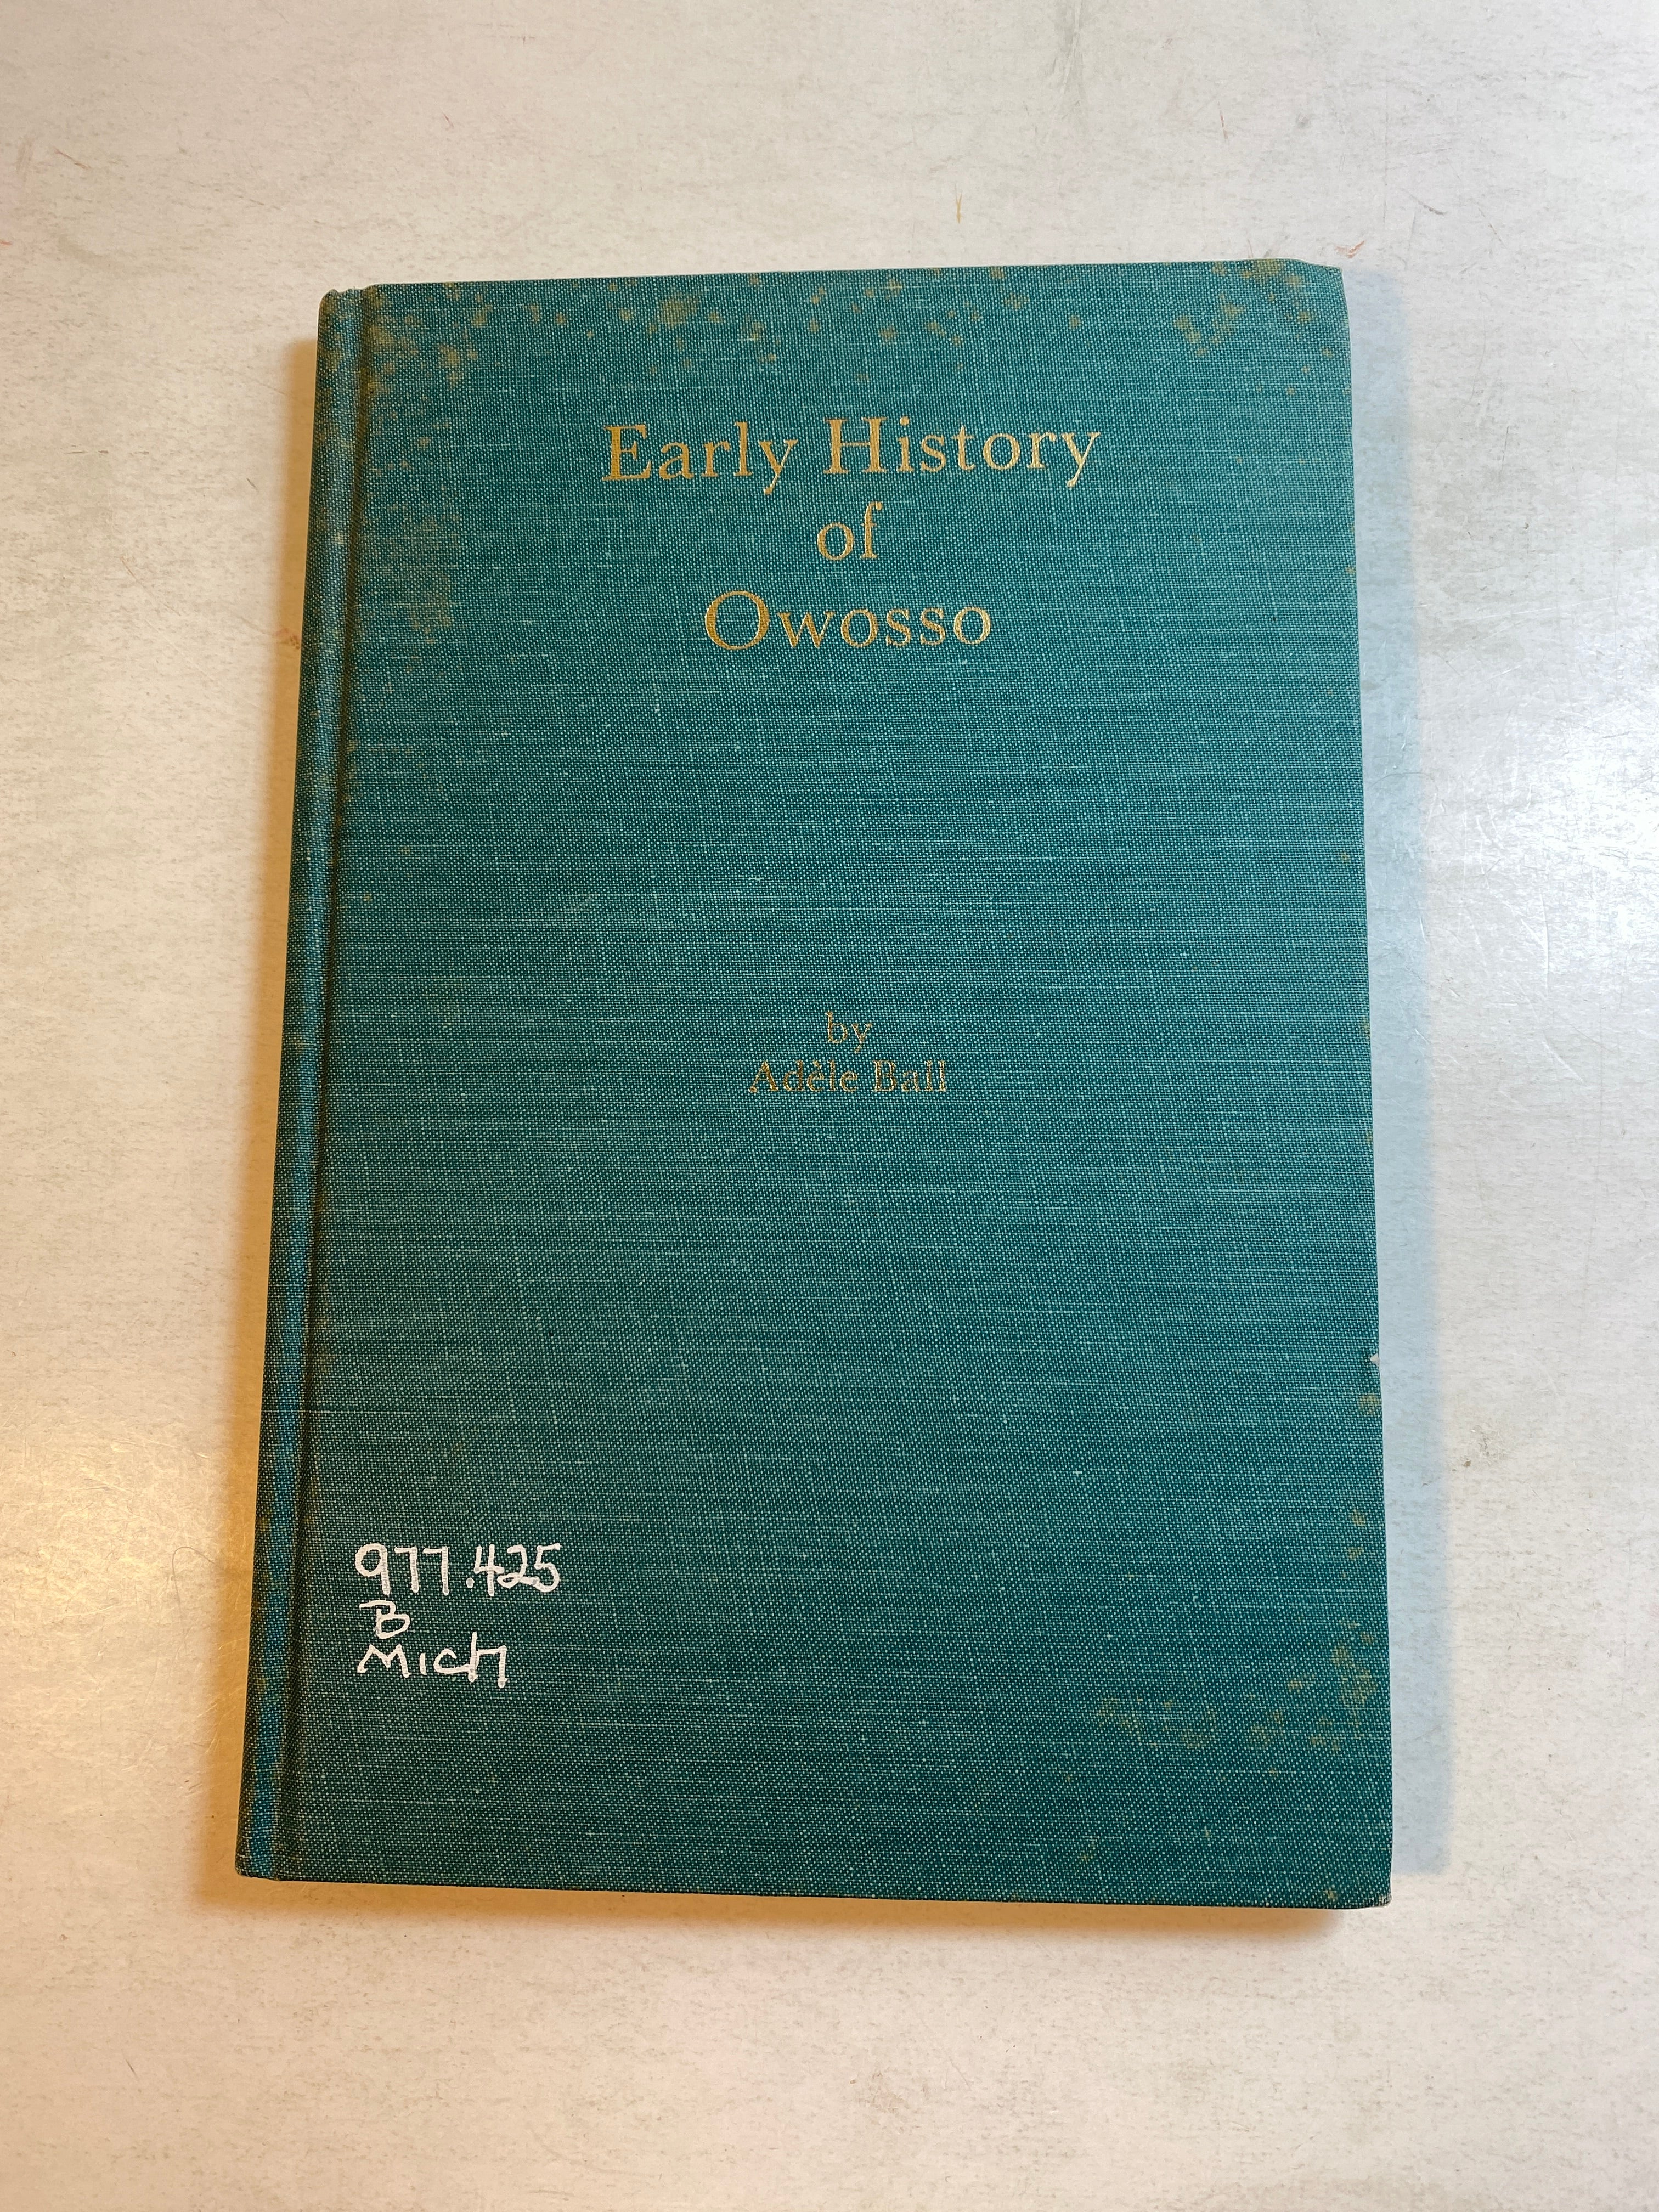 Early History
of
Owosso
by
Adèle Ball
977.425
B
MICH